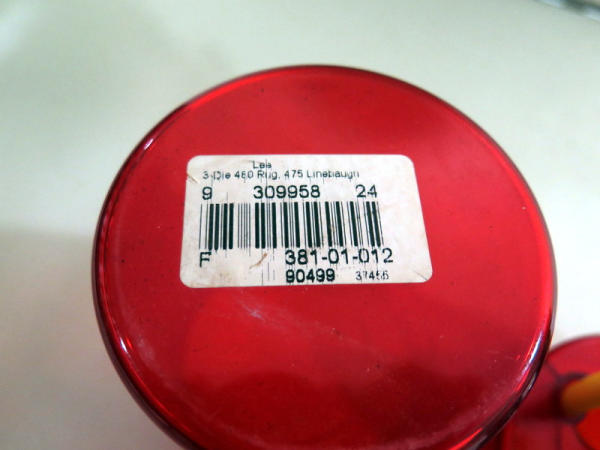 Lee
3-Die 480 Rug, 475 Linebaugh
9 309958 24
F 381-01-012
90499 37456